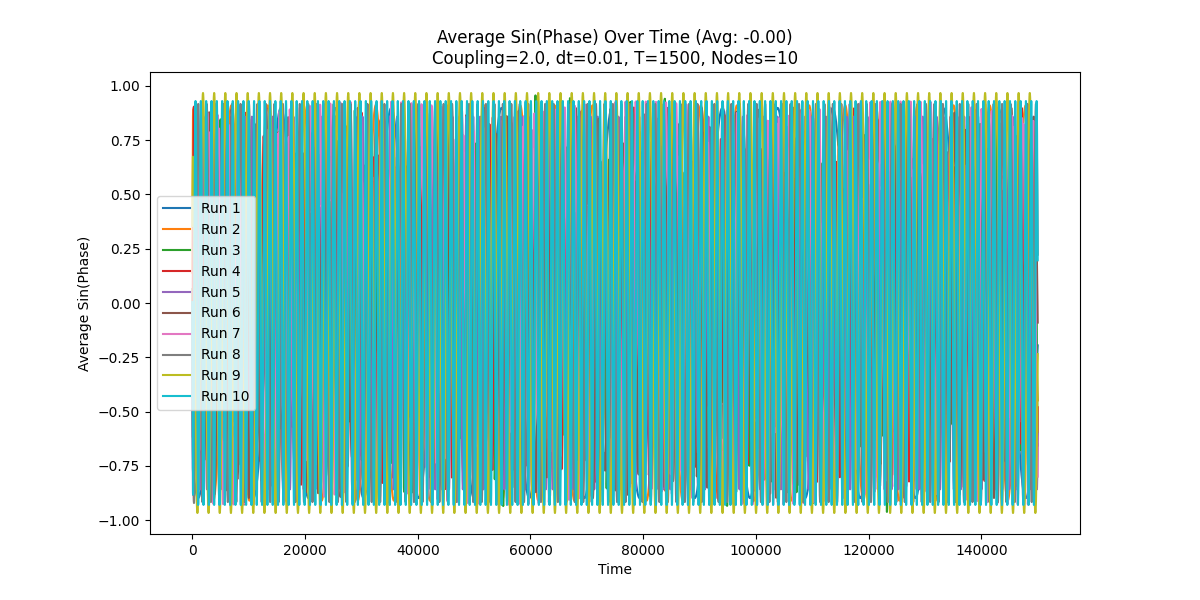 Average Sin(Phase) Over Time (Avg: -0.00)
Coupling=2.0, dt=0.01, T=1500, Nodes=10
1.00
0.75
0.50
0.25
0.00
−0.25
−0.50
−0.75
−1.00
Average Sin(Phase)
Run 1
Run 2
Run 3
Run 4
Run 5
Run 6
Run 7
Run 8
Run 9
Run 10
0 20000 40000 60000 80000 100000 120000 140000
Time